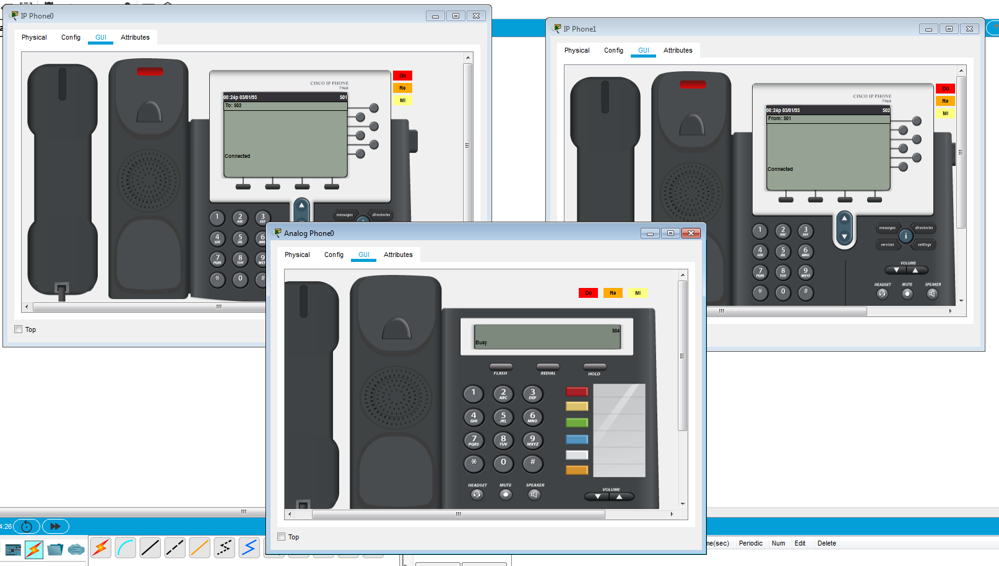 IP Phone0
Physical Config GUI Attributes
CISCO IP PHONE
7960
00:24p 03/01/93 501
To: 502
Connected
Do
Re
MI
messages directories
1 2 ABC 3 DEF
4 GHI 5 JKL 6
7 PQRS 8 TUV 9
* 0 #
Top
IP Phone1
Physical Config GUI Attributes
CISCO IP PHONE
7960
00:24p 03/01/93 502
From: 501
Connected
Do
Re
MI
1 2 ABC 3 DEF
4 GHI 5 JKL 6 MNO
7 PQRS 8 TUV 9 WXYZ
* 0 #
messages directories
i
services settings
VOLUME
HEADSET MUTE SPEAKER
Analog Phone0
Physical Config GUI Attributes
Do Re MI
504
Busy
FLASH REDIAL HOLD
1 2 ABC 3 DEF
4 GHI 5 JKL 6 MNO
7 PQRS 8 TUV 9 WXYZ
* 0 #
HEADSET MUTE SPEAKER
VOLUME
Top
4:26
ne(sec) Periodic Num Edit Delete